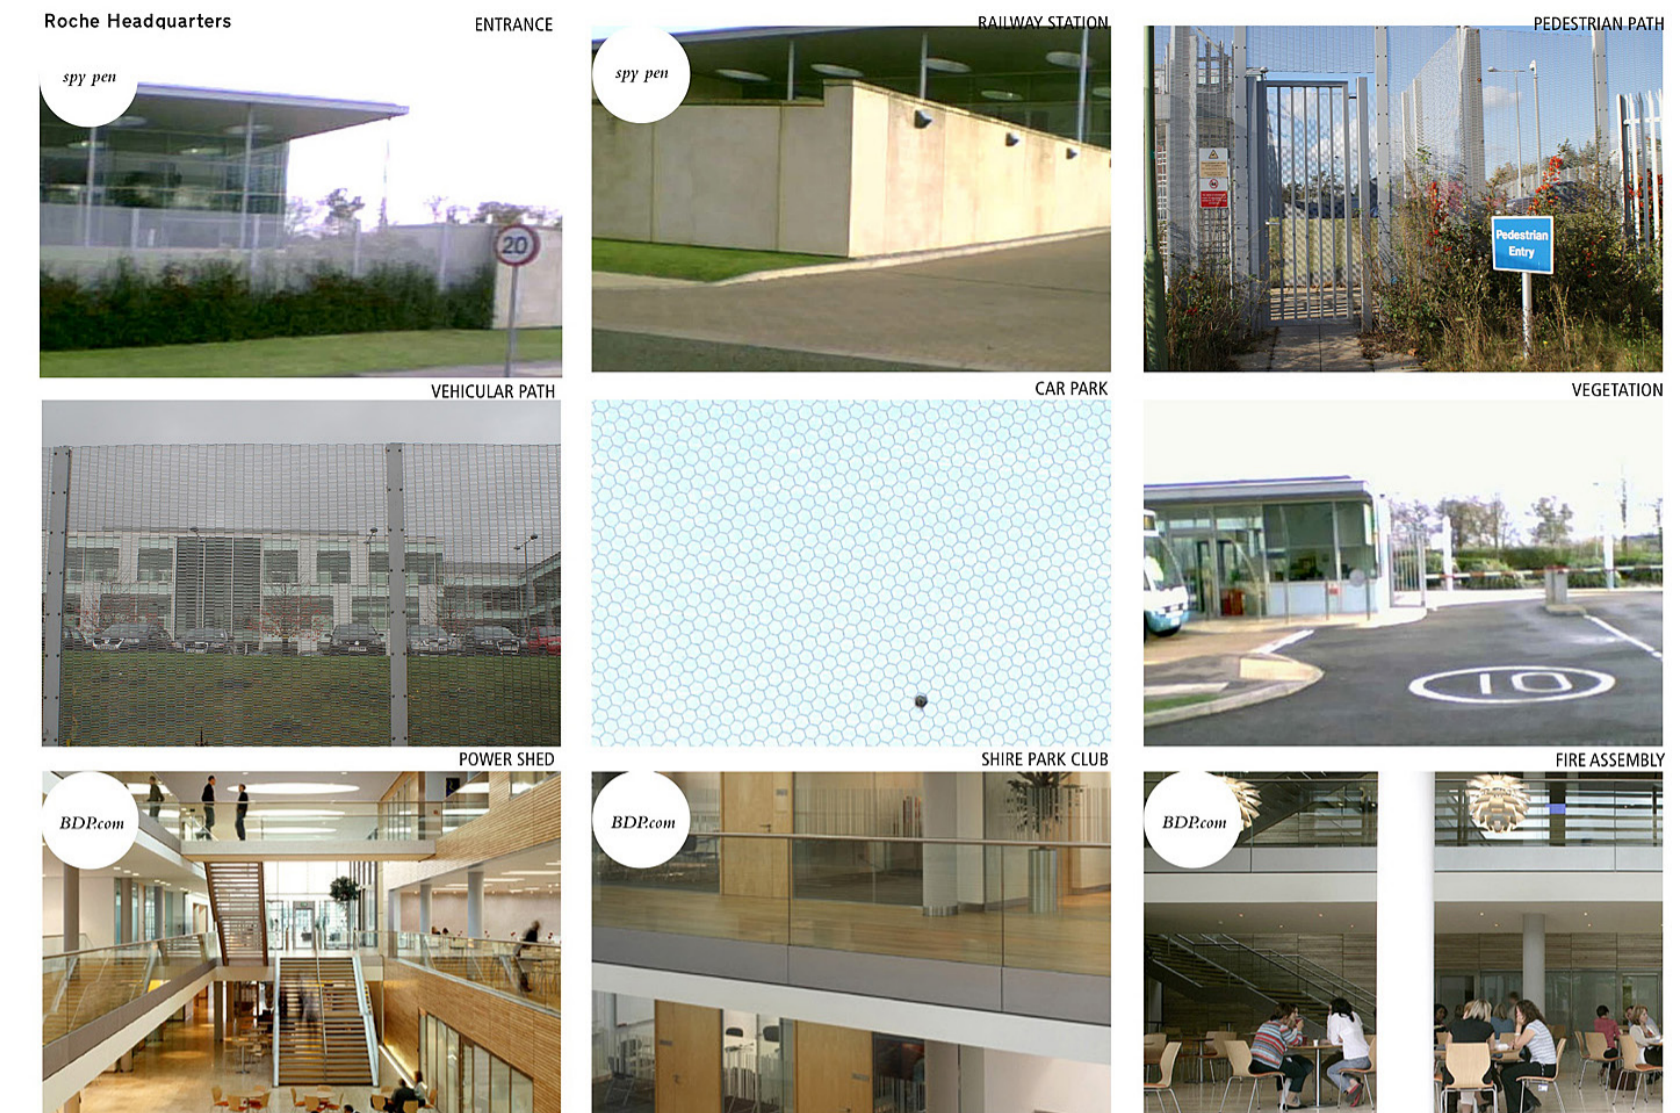 Roche Headquarters
ENTRANCE
RAILWAY STATION
PEDESTRIAN PATH
spy pen
spy pen
20
Pedestrian
Entry
VEHICULAR PATH
CAR PARK
VEGETATION
10
POWER SHED
SHIRE PARK CLUB
FIRE ASSEMBLY
BDP.com
BDP.com
BDP.com